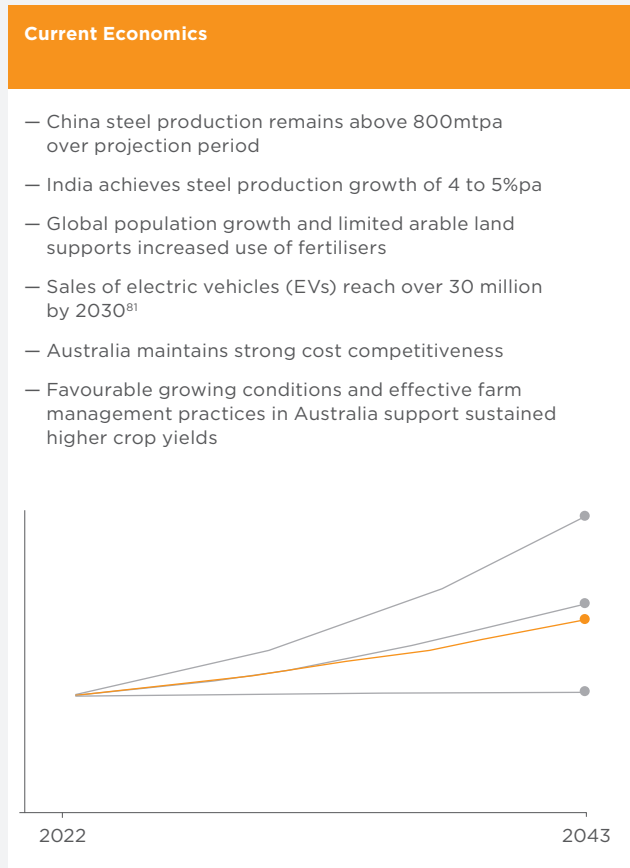 Current Economics
— China steel production remains above 800mtpa
over projection period
— India achieves steel production growth of 4 to 5%pa
— Global population growth and limited arable land
supports increased use of fertilisers
— Sales of electric vehicles (EVs) reach over 30 million
by 2030⁸¹
— Australia maintains strong cost competitiveness
— Favourable growing conditions and effective farm
management practices in Australia support sustained
higher crop yields
2022
2043